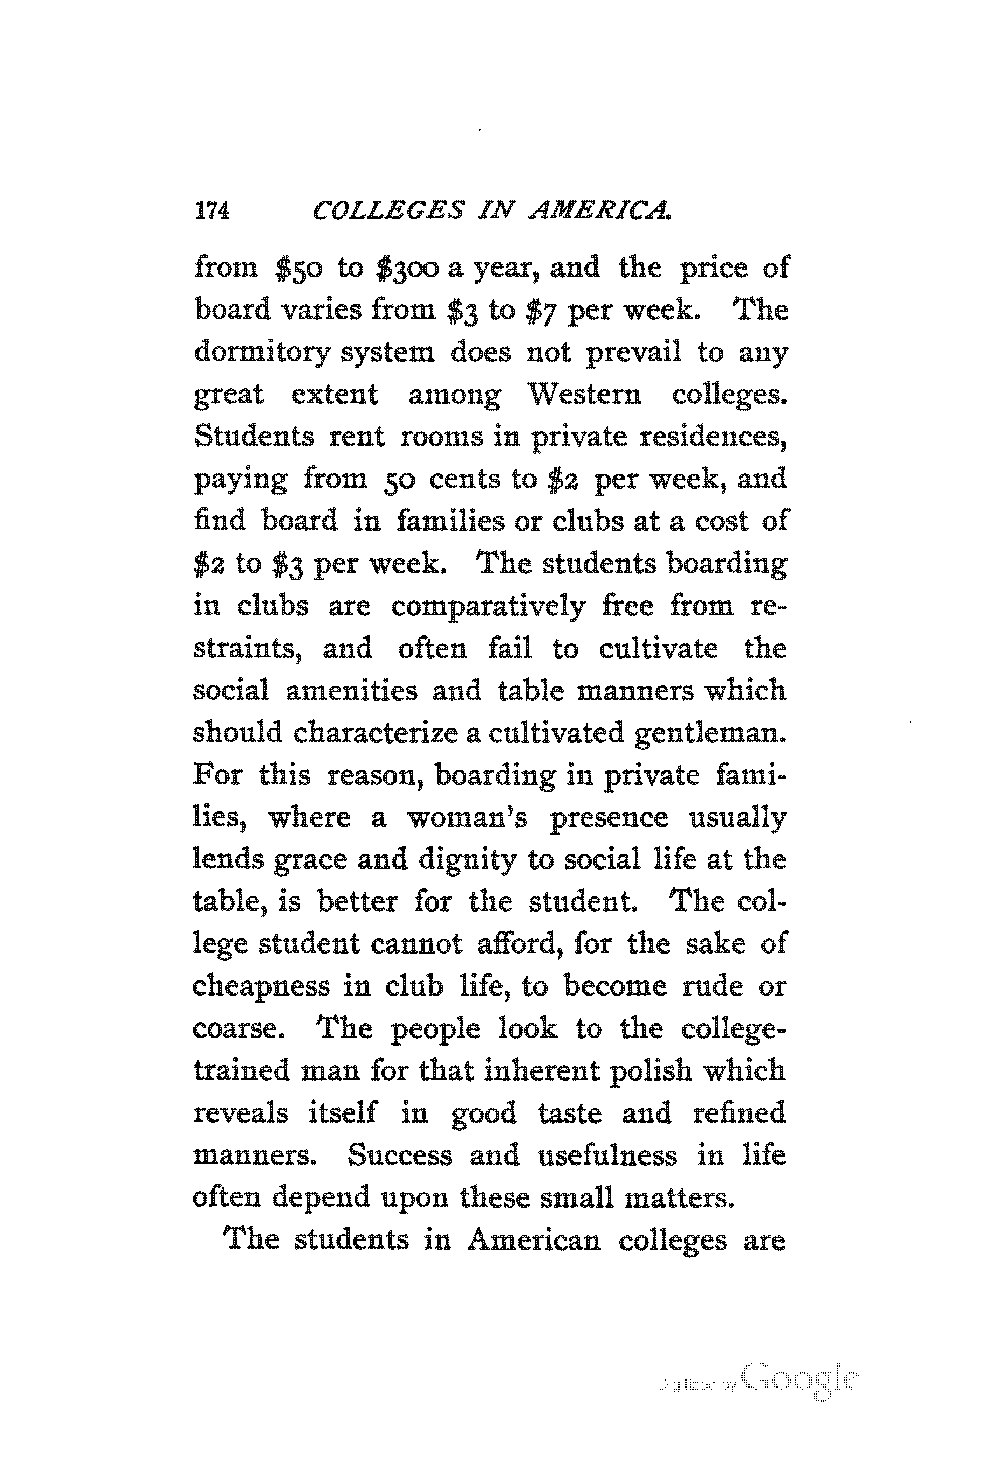 174 COLLEGES IN AMERICA.
from $50 to $300 a year, and the price of
board varies from $3 to $7 per week. The
dormitory system does not prevail to any
great extent among Western colleges.
Students rent rooms in private residences,
paying from 50 cents to $2 per week, and
find board in families or clubs at a cost of
$2 to $3 per week. The students boarding
in clubs are comparatively free from re-
straints, and often fail to cultivate the
social amenities and table manners which
should characterize a cultivated gentleman.
For this reason, boarding in private fami-
lies, where a woman's presence usually
lends grace and dignity to social life at the
table, is better for the student. The col-
lege student cannot afford, for the sake of
cheapness in club life, to become rude or
coarse. The people look to the college-
trained man for that inherent polish which
reveals itself in good taste and refined
manners. Success and usefulness in life
often depend upon these small matters.
The students in American colleges are
Digitized by Google